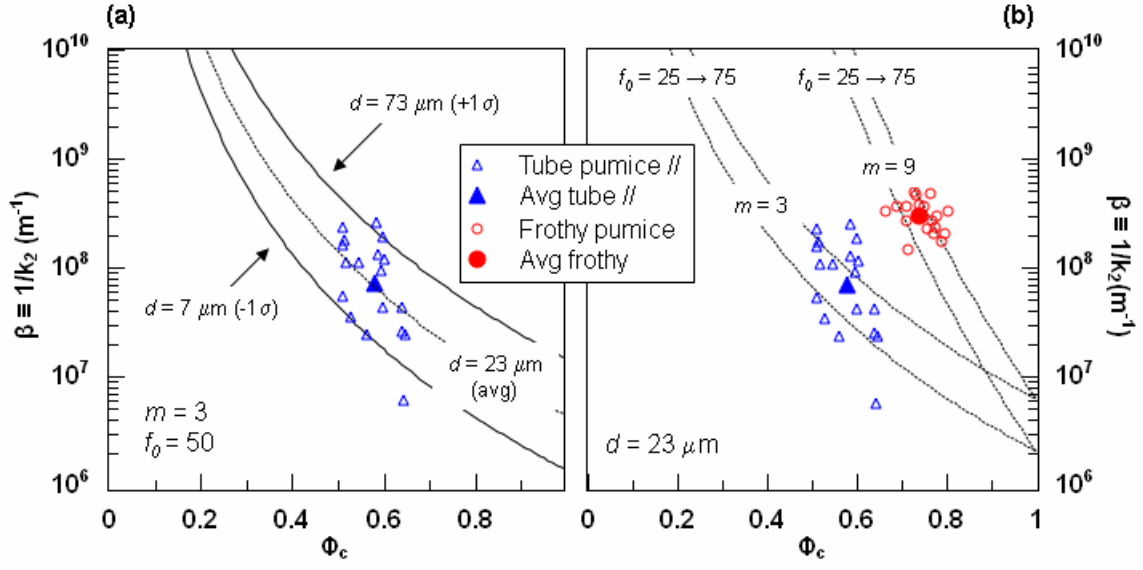 (a)
(b)
10^10
10^9
10^8
10^7
10^6
β ≡ 1/k₂ (m⁻¹)
d = 73 μm (+1σ)
d = 7 μm (-1σ)
d = 23 μm
(avg)
m = 3
f₀ = 50
0 0.2 0.4 0.6 0.8
Φc
Tube pumice //
Avg tube //
Frothy pumice
Avg frothy
f₀ = 25 → 75
f₀ = 25 → 75
m = 9
m = 3
d = 23 μm
0 0.2 0.4 0.6 0.8 1
Φc
10^10
10^9
10^8
10^7
10^6
β ≡ 1/k₂(m⁻¹)